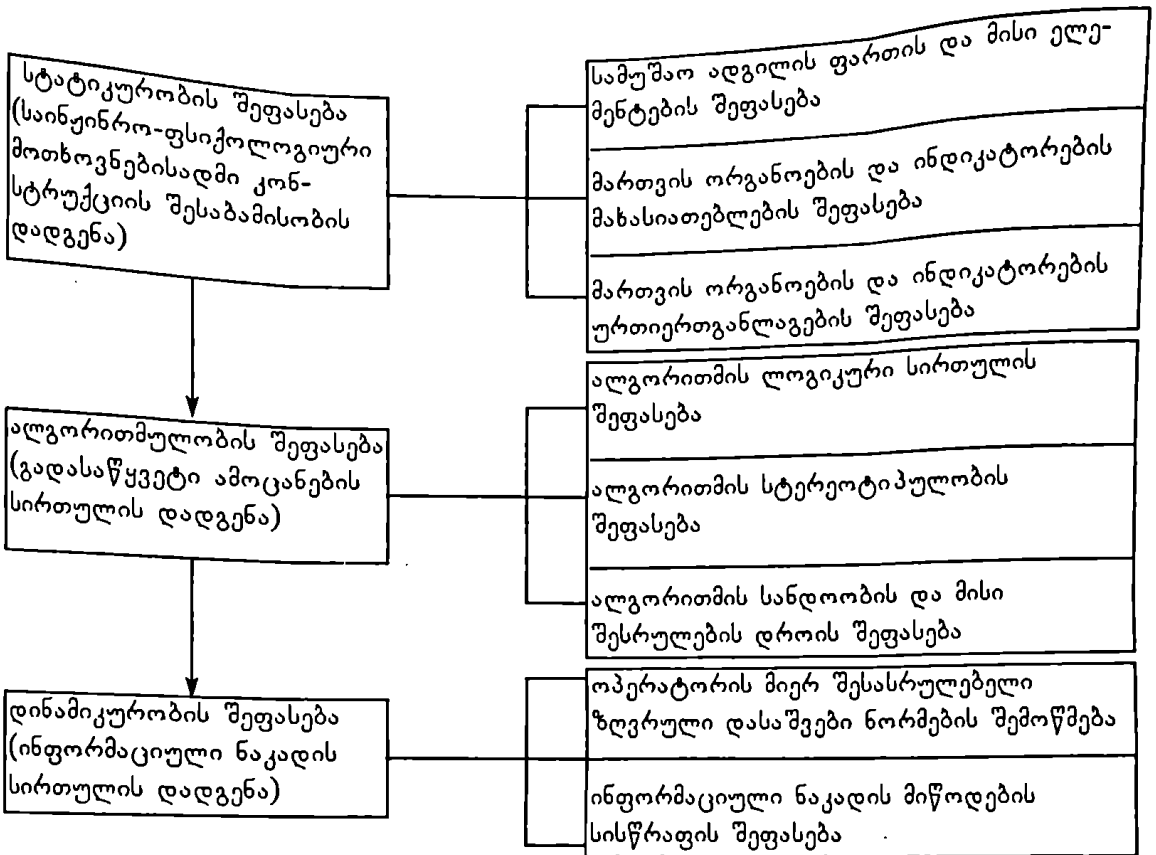 სტატიკურობის შეფასება
(საინჟინრო-ფსიქოლოგიური
მოთხოვნებისადმი კონ-
სტრუქციის შესაბამისობის
დადგენა)
სამუშაო ადგილის ფართის და მისი ელე-
მენტების შეფასება
მართვის ორგანოების და ინდიკატორების
მახასიათებლების შეფასება
მართვის ორგანოების და ინდიკატორების
ურთიერთგანლაგების შეფასება
ალგორითმულობის შეფასება
(გადასაწყვეტი ამოცანების
სირთულის დადგენა)
ალგორითმის ლოგიკური სირთულის
შეფასება
ალგორითმის სტერეოტიპულობის
შეფასება
ალგორითმის სანდოობის და მისი
შესრულების დროის შეფასება
დინამიკურობის შეფასება
(ინფორმაციული ნაკადის
სირთულის დადგენა)
ოპერატორის მიერ შესასრულებელი
ზღვრული დასაშვები ნორმების შემოწმება
ინფორმაციული ნაკადის მიწოდების
სისწრაფის შეფასება